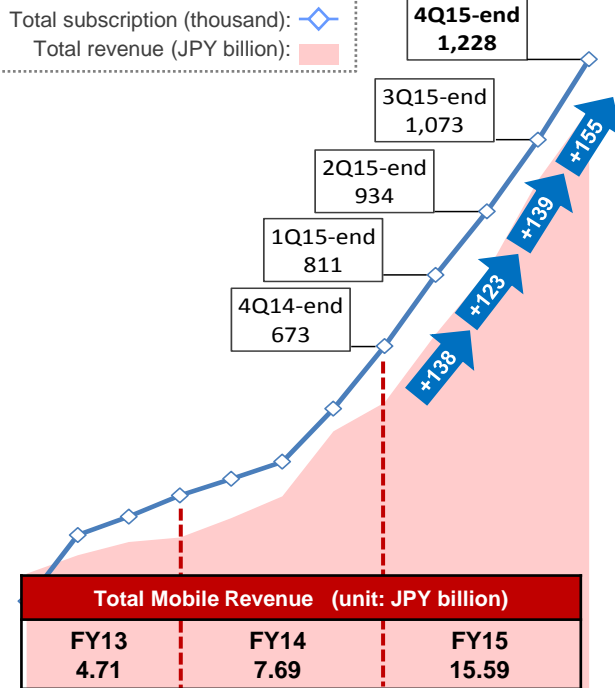 Total subscription (thousand):
Total revenue (JPY billion):
4Q15-end
1,228
3Q15-end
1,073
2Q15-end
934
1Q15-end
811
4Q14-end
673
+155
+139
+123
+138
Total Mobile Revenue (unit: JPY billion)
FY13 FY14 FY15
4.71 7.69 15.59